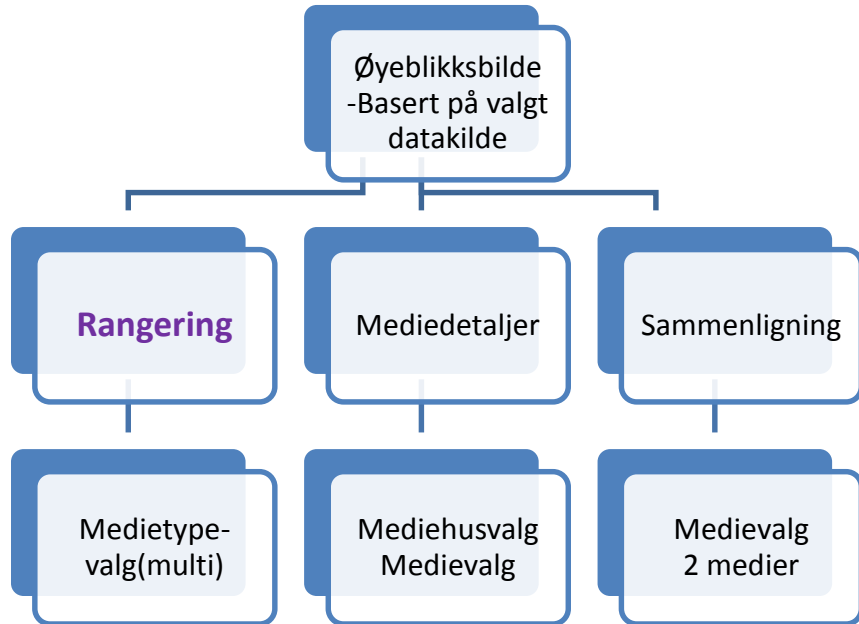 Øyeblikksbilde
-Basert på valgt
datakilde
Rangering
Mediedetaljer
Sammenligning
Medietype-
valg(multi)
Mediehusvalg
Medievalg
Medievalg
2 medier